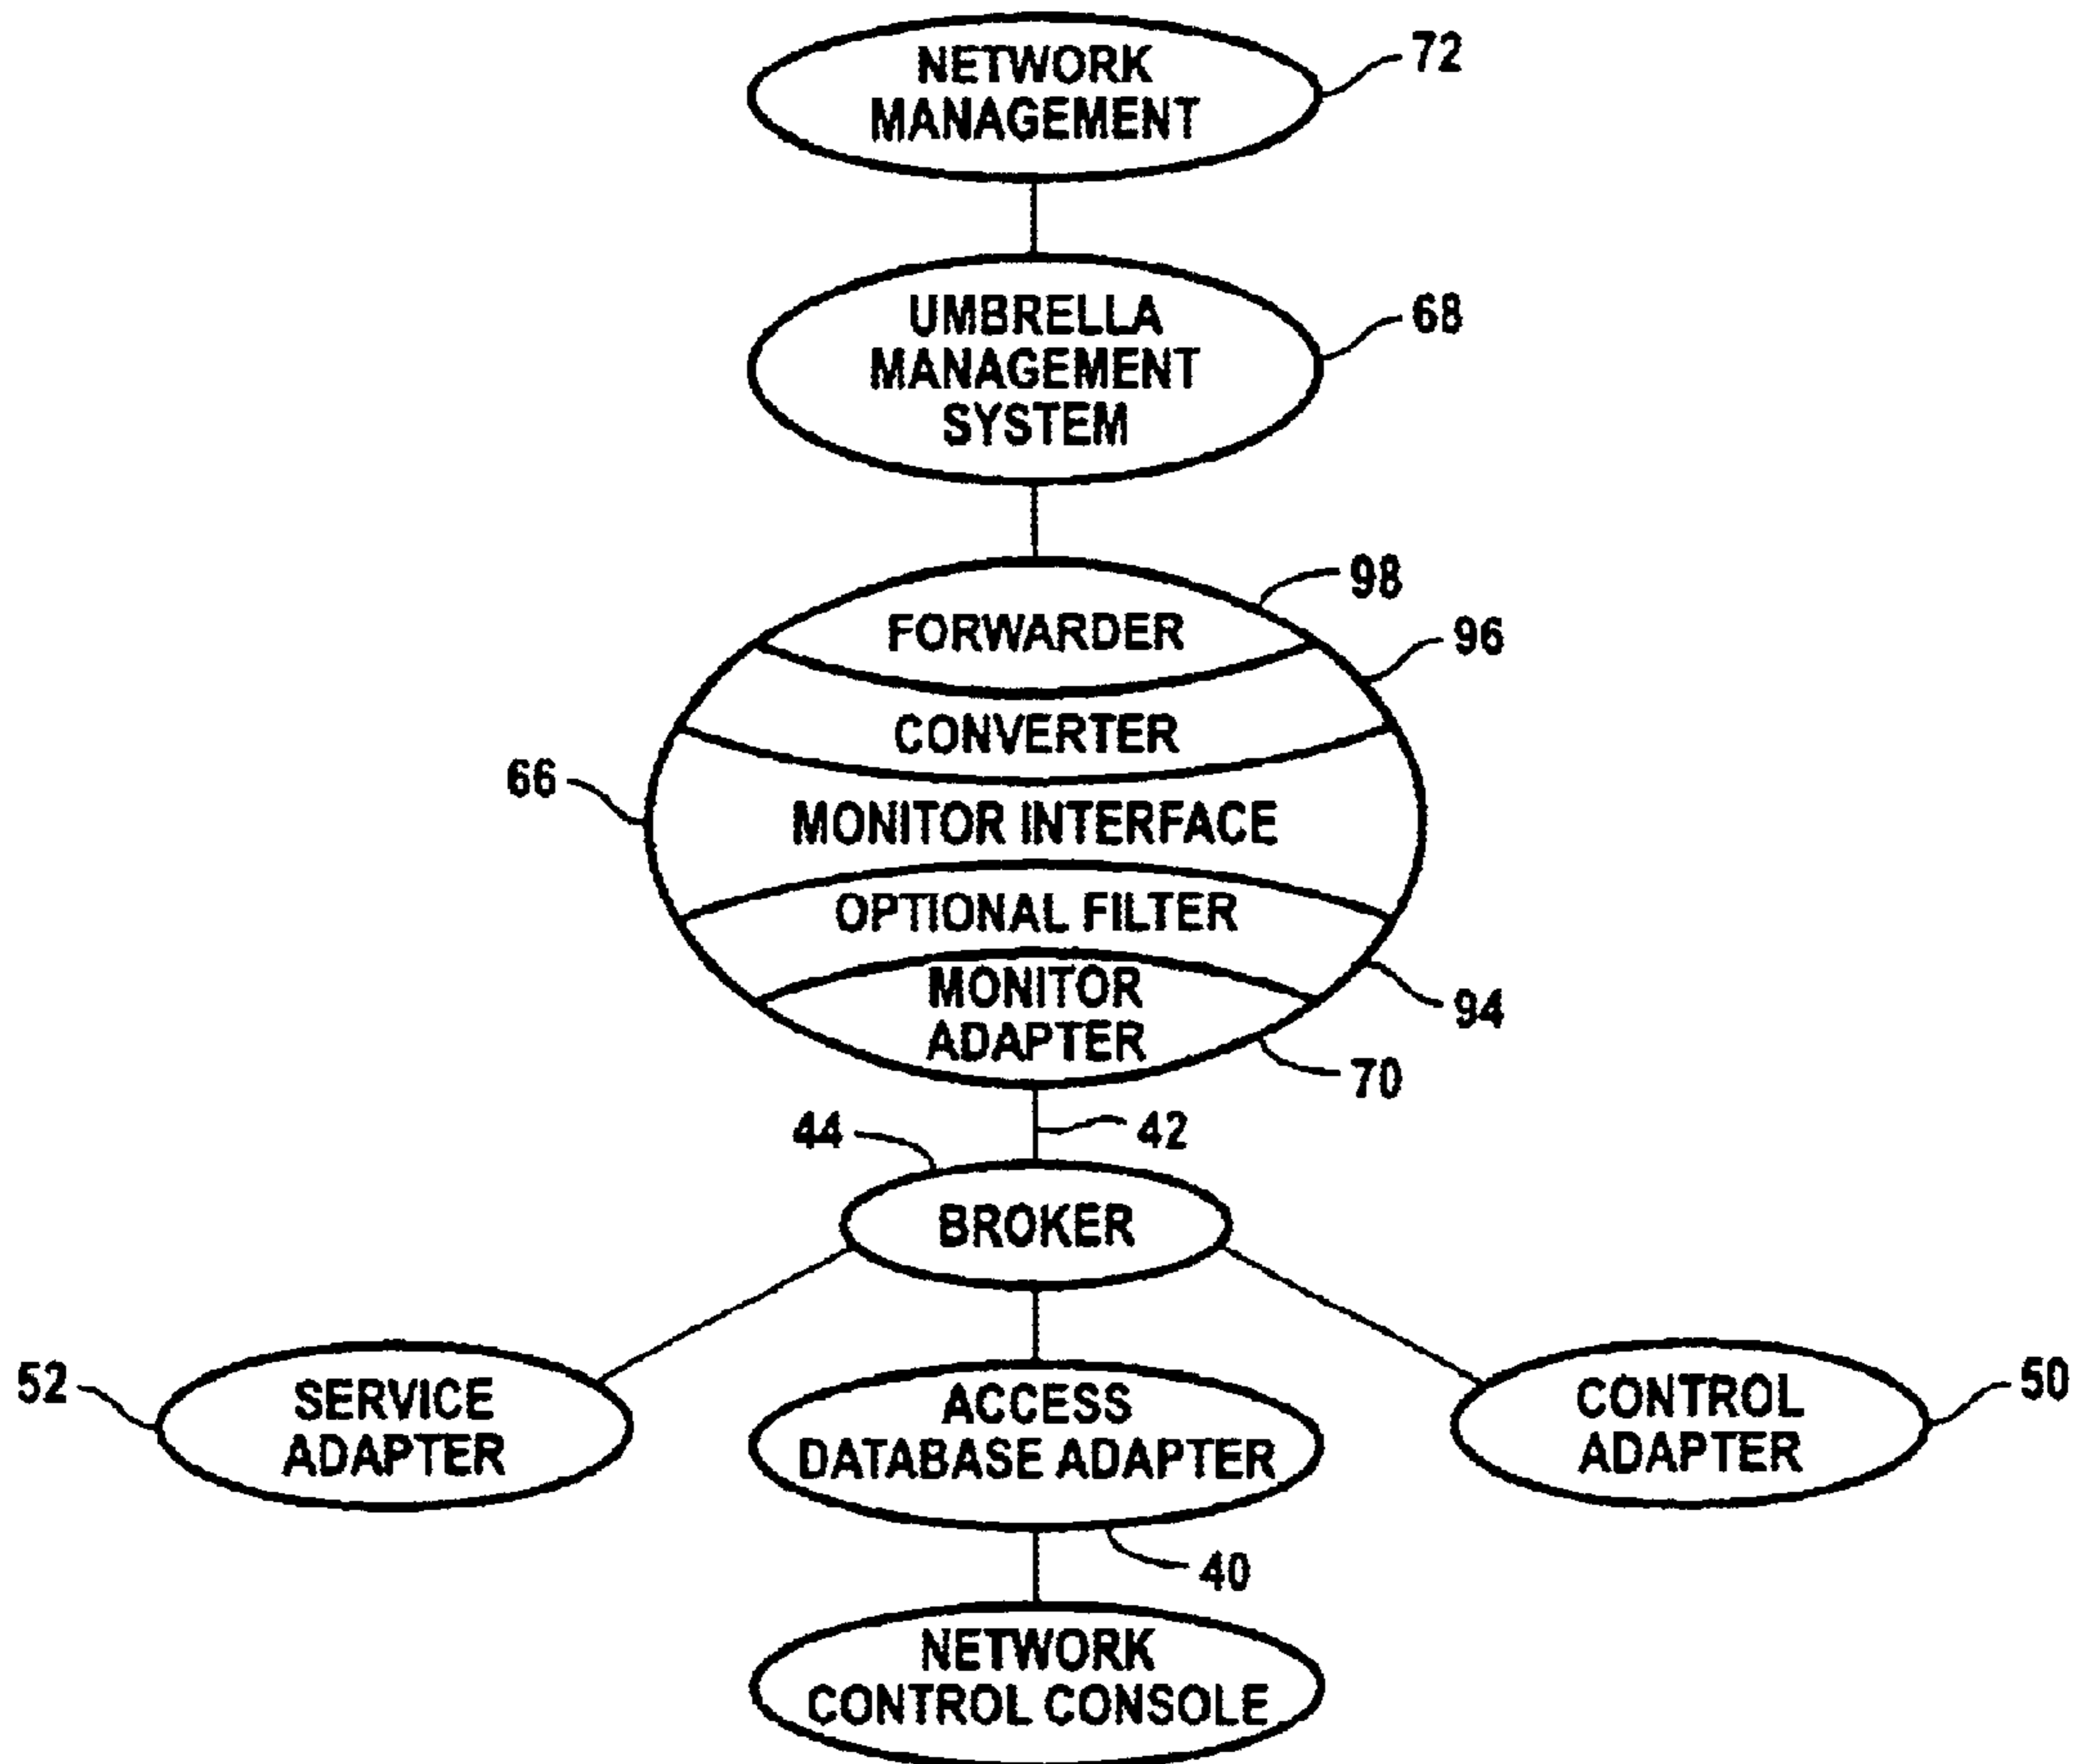 NETWORK
MANAGEMENT
72
UMBRELLA
MANAGEMENT
SYSTEM
68
FORWARDER
98
CONVERTER
96
MONITOR INTERFACE
66
OPTIONAL FILTER
94
MONITOR
ADAPTER
70
42
44
BROKER
52
SERVICE
ADAPTER
ACCESS
DATABASE ADAPTER
40
CONTROL
ADAPTER
50
NETWORK
CONTROL CONSOLE